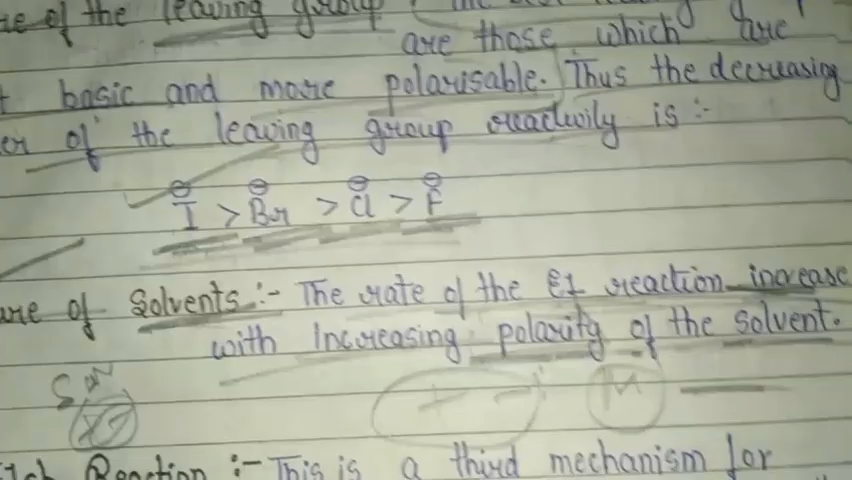 of the leaving group
are those which are
basic and more polarisable. Thus the decreasing
of the leaving group reactivily is :-
I⊖ > Br⊖ > Cl⊖ > F⊖
of Solvents :- The rate of the E1 reaction increase
with increasing polarity of the solvent.
Reaction :- This is a third mechanism for